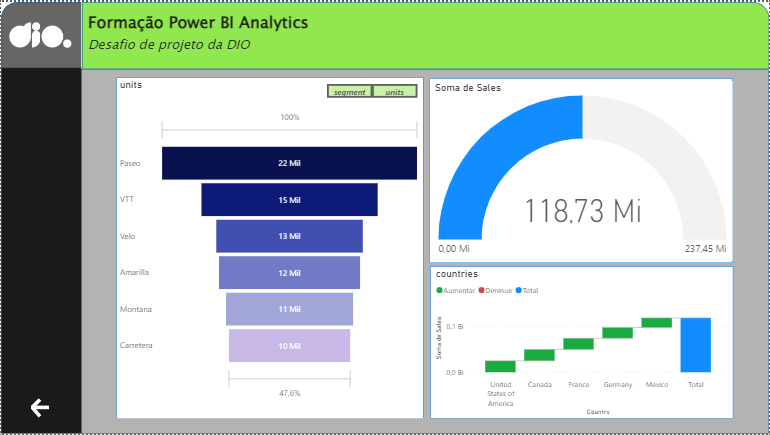 dio.
Formação Power BI Analytics
Desafio de projeto da DIO
units
segment
units
100%
Paseo
22 Mil
VTT
15 Mil
Velo
13 Mil
Amarilla
12 Mil
Montana
11 Mil
Carretera
10 Mil
47,6%
Soma de Sales
118,73 Mi
0,00 Mi
237,45 Mi
countries
Aumentar
Diminuir
Total
Soma de Sales
0,1 Bi
0,0 Bi
United
States of
America
Canada
France
Germany
Mexico
Total
Country